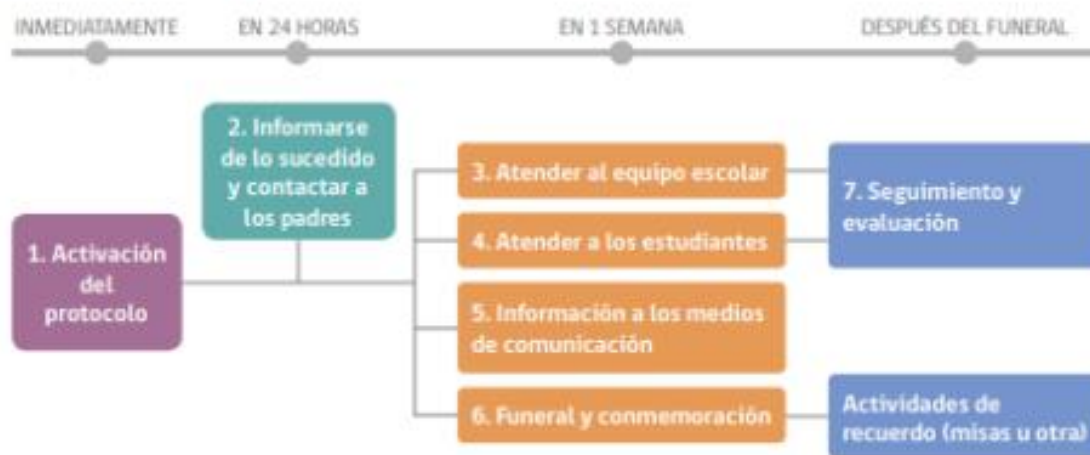 INMEDIATAMENTE
EN 24 HORAS
EN 1 SEMANA
DESPUÉS DEL FUNERAL
1. Activación
del
protocolo
2. Informarse
de lo sucedido
y contactar a
los padres
3. Atender al equipo escolar
4. Atender a los estudiantes
5. Información a los medios
de comunicación
6. Funeral y conmemoración
7. Seguimiento y
evaluación
Actividades de
recuerdo (misas u otra)